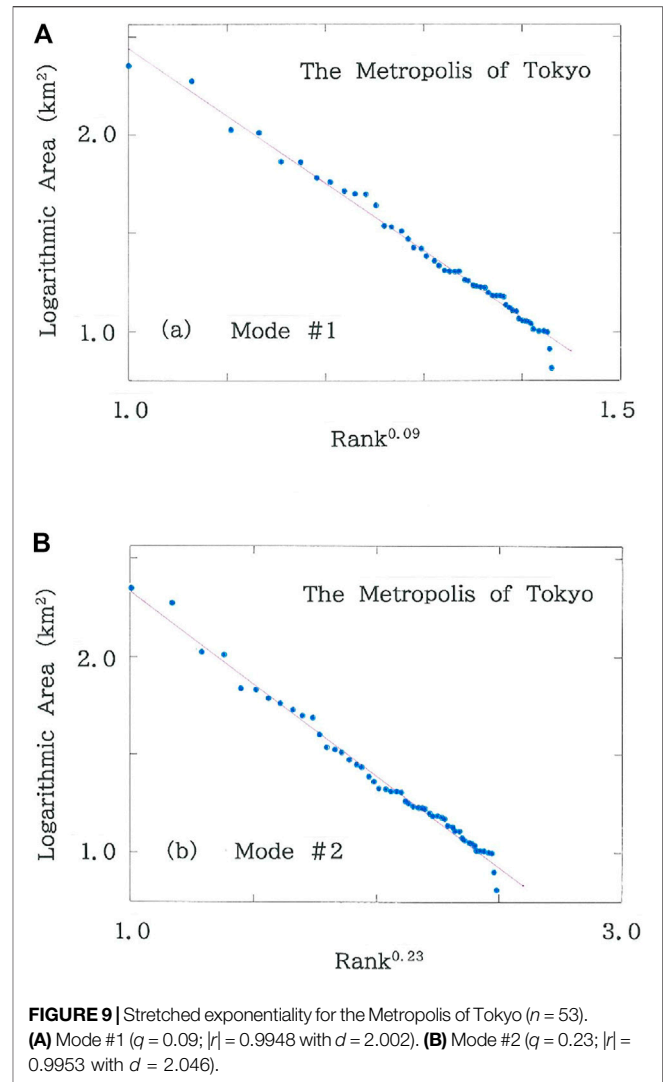 A
The Metropolis of Tokyo
Logarithmic Area (km²)
2.0
1.0
(a) Mode #1
1.0
1.5
Rank^0.09
B
The Metropolis of Tokyo
Logarithmic Area (km²)
2.0
1.0
(b) Mode #2
1.0
3.0
Rank^0.23
FIGURE 9 | Stretched exponentiality for the Metropolis of Tokyo (n = 53).
(A) Mode #1 (q = 0.09; |r| = 0.9948 with d = 2.002). (B) Mode #2 (q = 0.23; |r| =
0.9953 with d = 2.046).